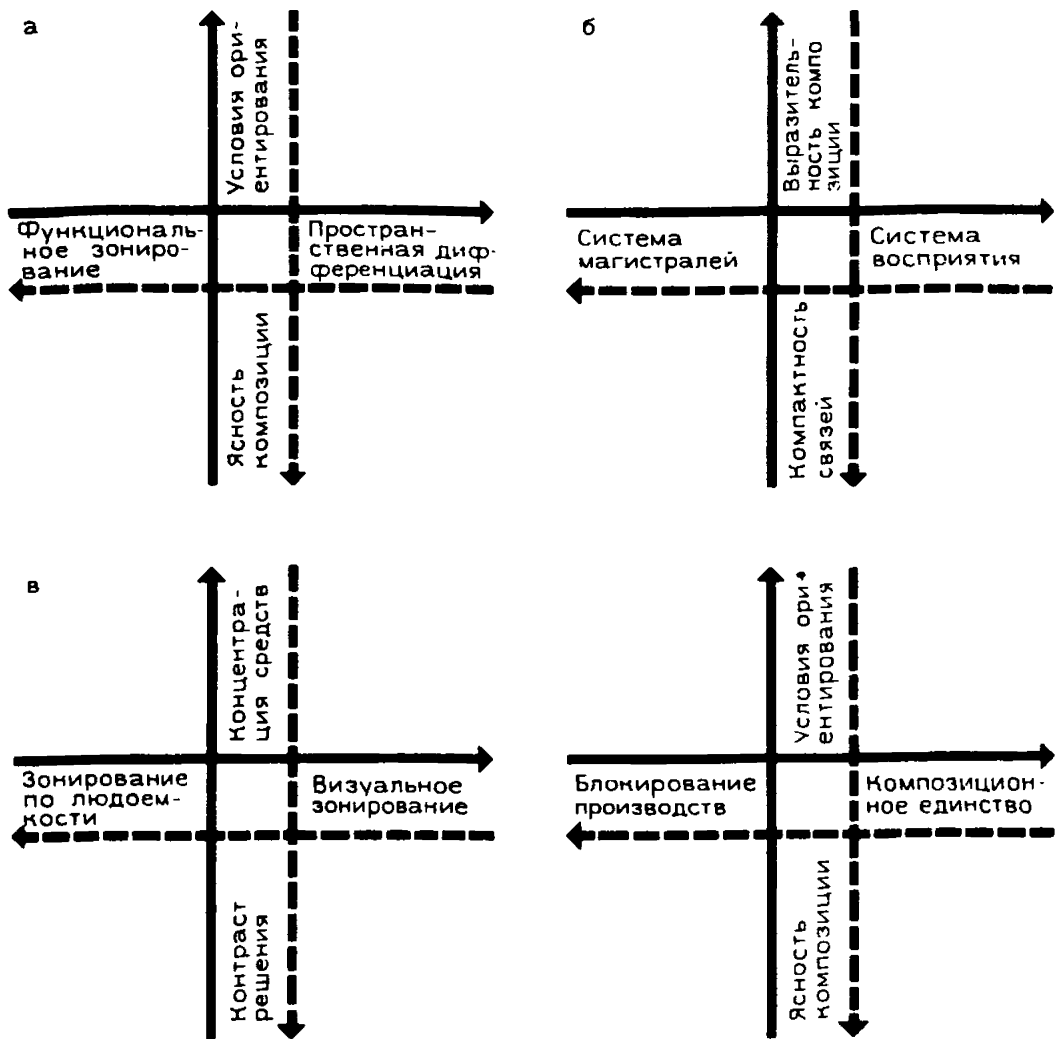 а
Условия ори-
ентирования
Функциональ-
ное зониро-
вание
Простран-
ственная диф-
ференциация
Ясность
композиции
б
Выразитель-
ность компо
зиции
Система
магистралей
Система
восприятия
Компактность
связей
в
Концентра-
ция средств
Зонирование
по людоем-
кости
Визуальное
зонирование
Контраст
решения
Условия ори-
ентирования
Блокирование
производств
Композицион-
ное единство
Ясность
композиции